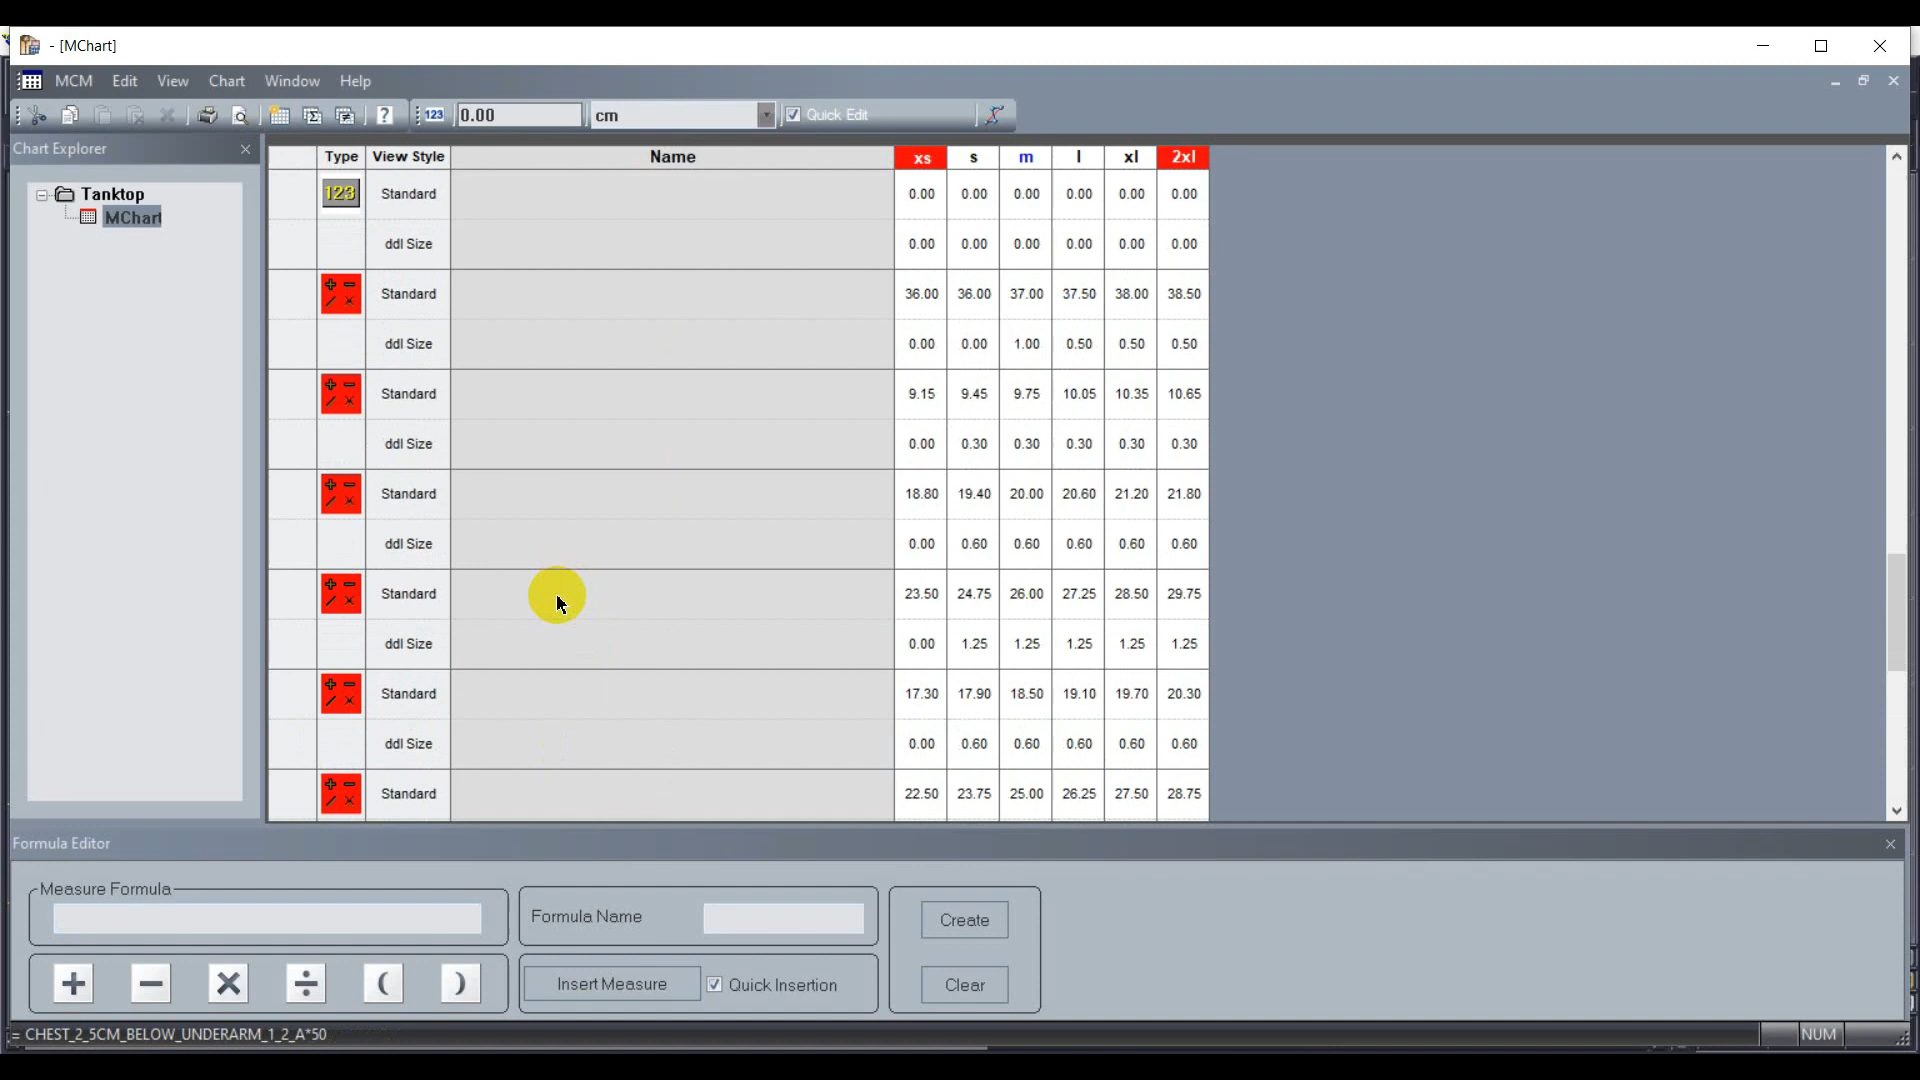 - [MChart]
MCM Edit View Chart Window Help
123 0.00 cm Quick Edit
Chart Explorer
Tanktop
MChart
Type View Style Name xs s m l xl 2xl
123 Standard 0.00 0.00 0.00 0.00 0.00 0.00
ddl Size 0.00 0.00 0.00 0.00 0.00 0.00
Standard 36.00 36.00 37.00 37.50 38.00 38.50
ddl Size 0.00 0.00 1.00 0.50 0.50 0.50
Standard 9.15 9.45 9.75 10.05 10.35 10.65
ddl Size 0.00 0.30 0.30 0.30 0.30 0.30
Standard 18.80 19.40 20.00 20.60 21.20 21.80
ddl Size 0.00 0.60 0.60 0.60 0.60 0.60
Standard 23.50 24.75 26.00 27.25 28.50 29.75
ddl Size 0.00 1.25 1.25 1.25 1.25 1.25
Standard 17.30 17.90 18.50 19.10 19.70 20.30
ddl Size 0.00 0.60 0.60 0.60 0.60 0.60
Standard 22.50 23.75 25.00 26.25 27.50 28.75
Formula Editor
Measure Formula
Formula Name
Create
Insert Measure Quick Insertion
Clear
= CHEST_2_5CM_BELOW_UNDERARM_1_2_A*50 NUM